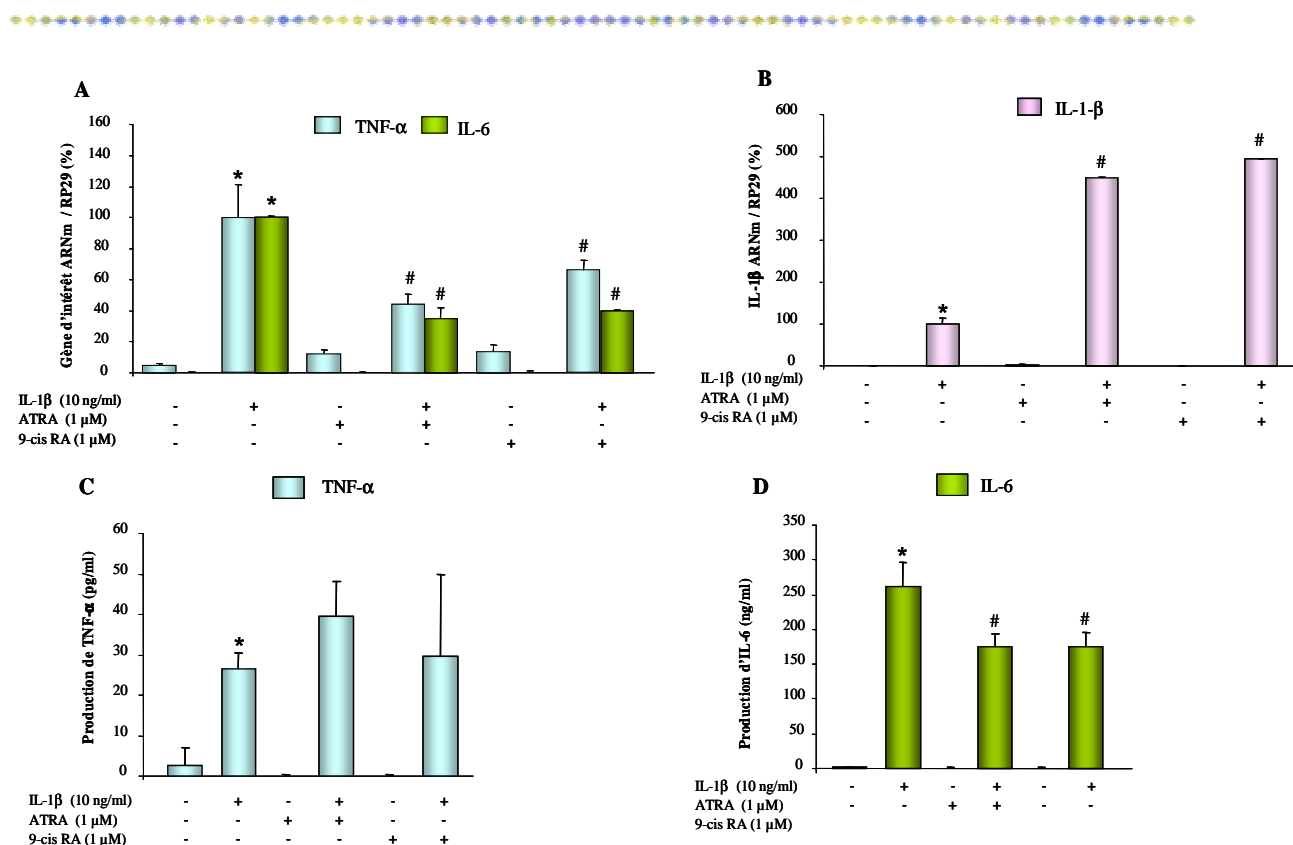 A
TNF-α IL-6
Gène d'intérêt ARNm / RP29 (%)
160
140
120
100
80
60
40
20
0
* * # # # #
IL-1β (10 ng/ml) - + - + - +
ATRA (1 µM) - - + + - -
9-cis RA (1 µM) - - - - + +
B
IL-1-β
IL-1β ARNm / RP29 (%)
600
500
400
300
200
100
0
* # #
IL-1β (10 ng/ml) - + - + - +
ATRA (1 µM) - - + + - -
9-cis RA (1 µM) - - - - + +
C
TNF-α
Production de TNF-α (pg/ml)
60
50
40
30
20
10
0
*
IL-1β (10 ng/ml) - + - + - +
ATRA (1 µM) - - + + - -
9-cis RA (1 µM) - - - - + +
D
IL-6
Production d'IL-6 (ng/ml)
350
300
250
200
150
100
50
0
* # #
IL-1β (10 ng/ml) - + - + - +
ATRA (1 µM) - - + + - -
9-cis RA (1 µM)